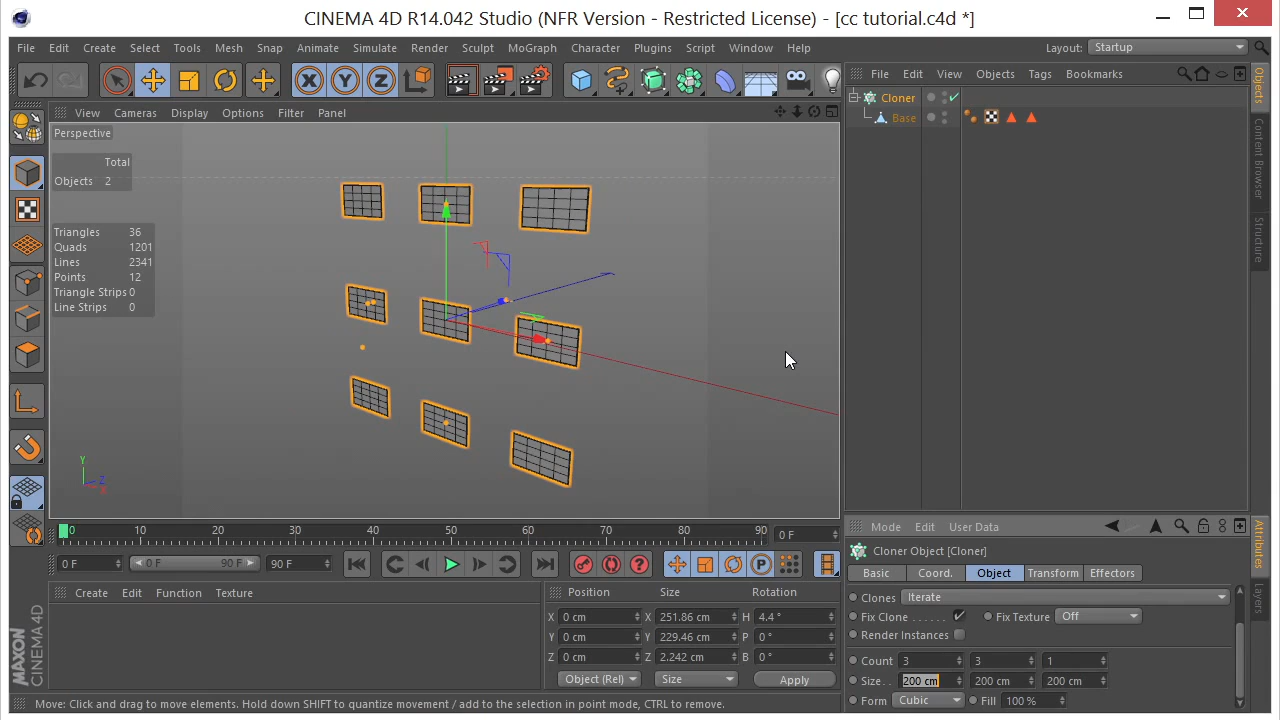 CINEMA 4D R14.042 Studio (NFR Version - Restricted License) - [cc tutorial.c4d *]
File Edit Create Select Tools Mesh Snap Animate Simulate Render Sculpt MoGraph Character Plugins Script Window Help Layout: Startup
X Y Z
File Edit View Objects Tags Bookmarks
View Cameras Display Options Filter Panel
Perspective
Total
Objects 2
Triangles 36
Quads 1201
Lines 2341
Points 12
Triangle Strips 0
Line Strips 0
Y
Z
X
Cloner
Base
Objects
Content Browser
Structure
0 10 20 30 40 50 60 70 80 90 0 F
0 F 0 F 90 F 90 F
P
Create Edit Function Texture
Position Size Rotation
X 0 cm X 251.86 cm H 4.4 °
Y 0 cm Y 229.46 cm P 0 °
Z 0 cm Z 2.242 cm B 0 °
Object (Rel) Size Apply
Mode Edit User Data
Cloner Object [Cloner]
Basic Coord. Object Transform Effectors
Clones Iterate
Fix Clone ...... Fix Texture Off
Render Instances
Count 3 3 1
Size.. 200 cm 200 cm 200 cm
Form Cubic Fill 100 %
Attributes
Layers
MAXON
CINEMA 4D
Move: Click and drag to move elements. Hold down SHIFT to quantize movement / add to the selection in point mode, CTRL to remove.